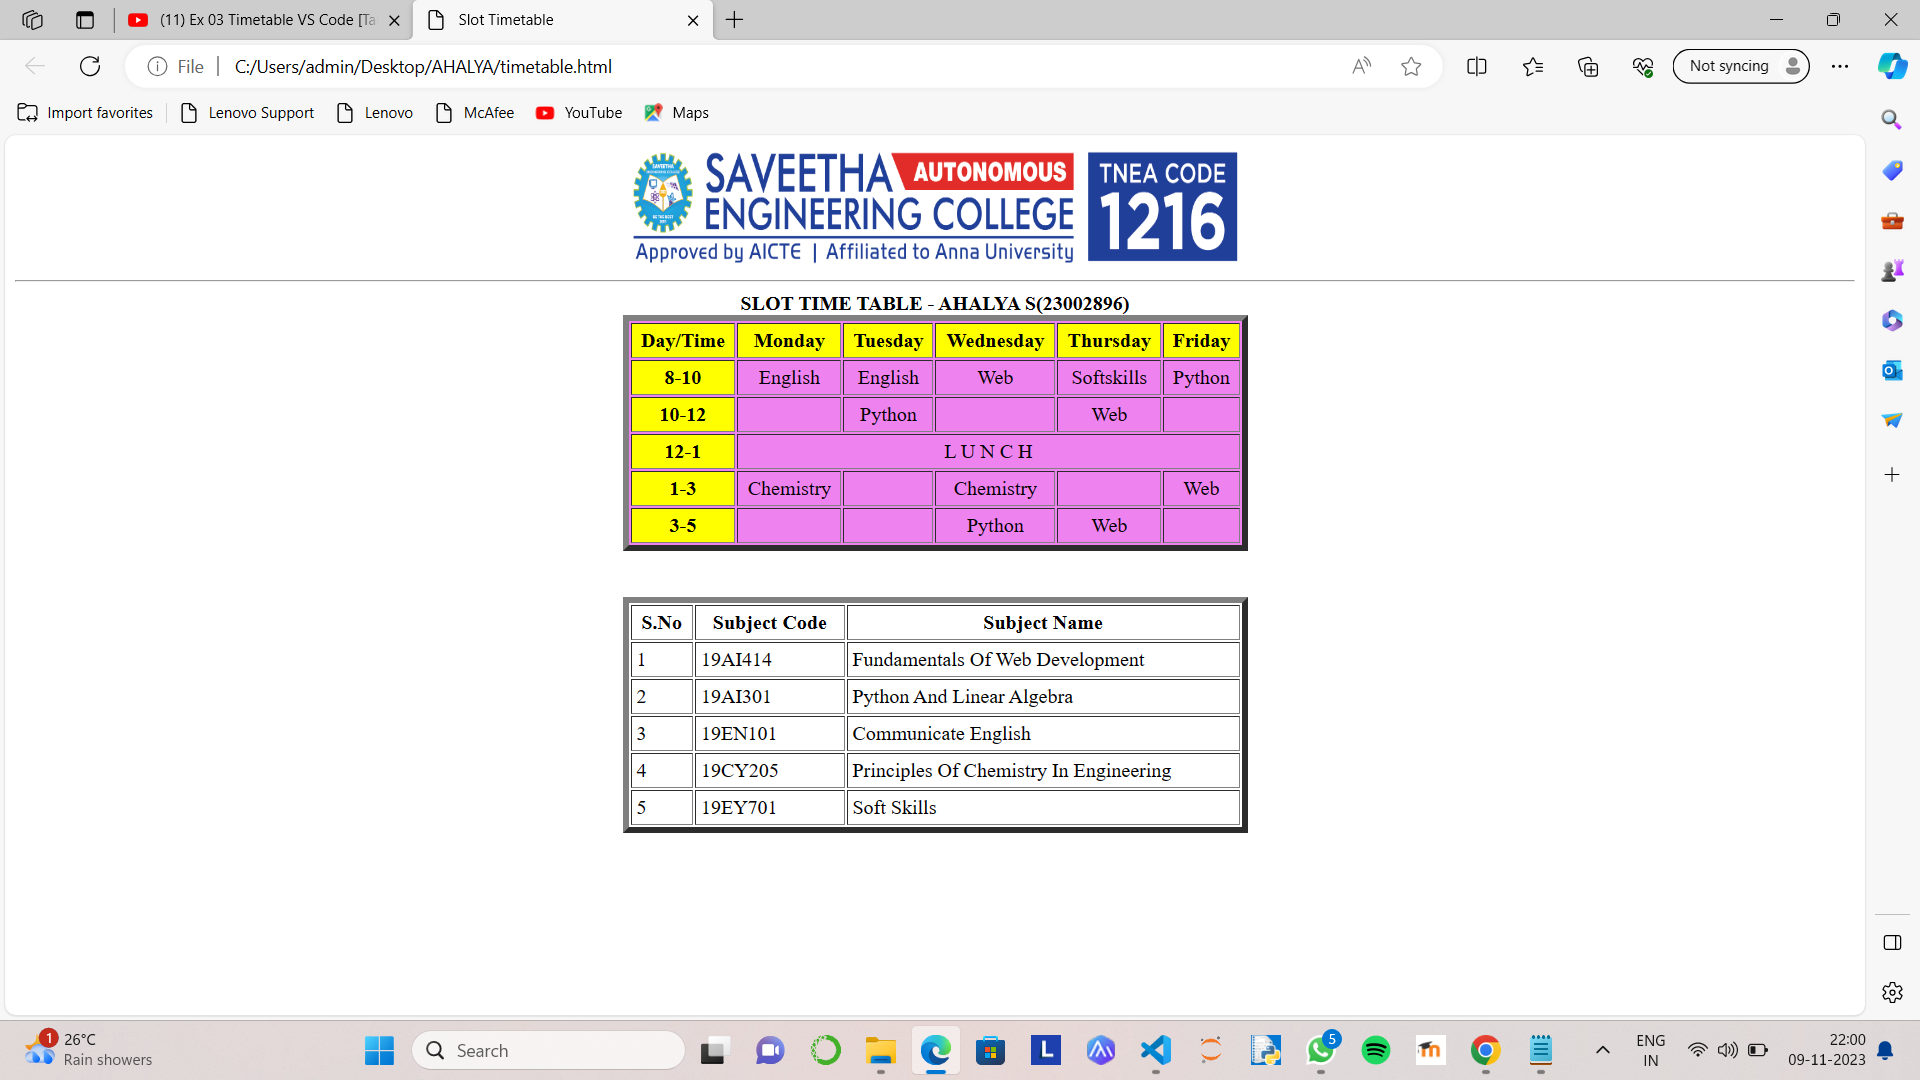 (11) Ex 03 Timetable VS Code [Ta
Slot Timetable
File
C:/Users/admin/Desktop/AHALYA/timetable.html
Not syncing
Import favorites
Lenovo Support
Lenovo
McAfee
YouTube
Maps
SAVEETHA AUTONOMOUS
ENGINEERING COLLEGE
Approved by AICTE | Affiliated to Anna University
TNEA CODE
1216
SLOT TIME TABLE - AHALYA S(23002896)
Day/Time Monday Tuesday Wednesday Thursday Friday
8-10 English English Web Softskills Python
10-12 Python Web
12-1 L U N C H
1-3 Chemistry Chemistry Web
3-5 Python Web
S.No Subject Code Subject Name
1 19AI414 Fundamentals Of Web Development
2 19AI301 Python And Linear Algebra
3 19EN101 Communicate English
4 19CY205 Principles Of Chemistry In Engineering
5 19EY701 Soft Skills
1
26°C
Rain showers
Search
L
5
ENG
IN
22:00
09-11-2023